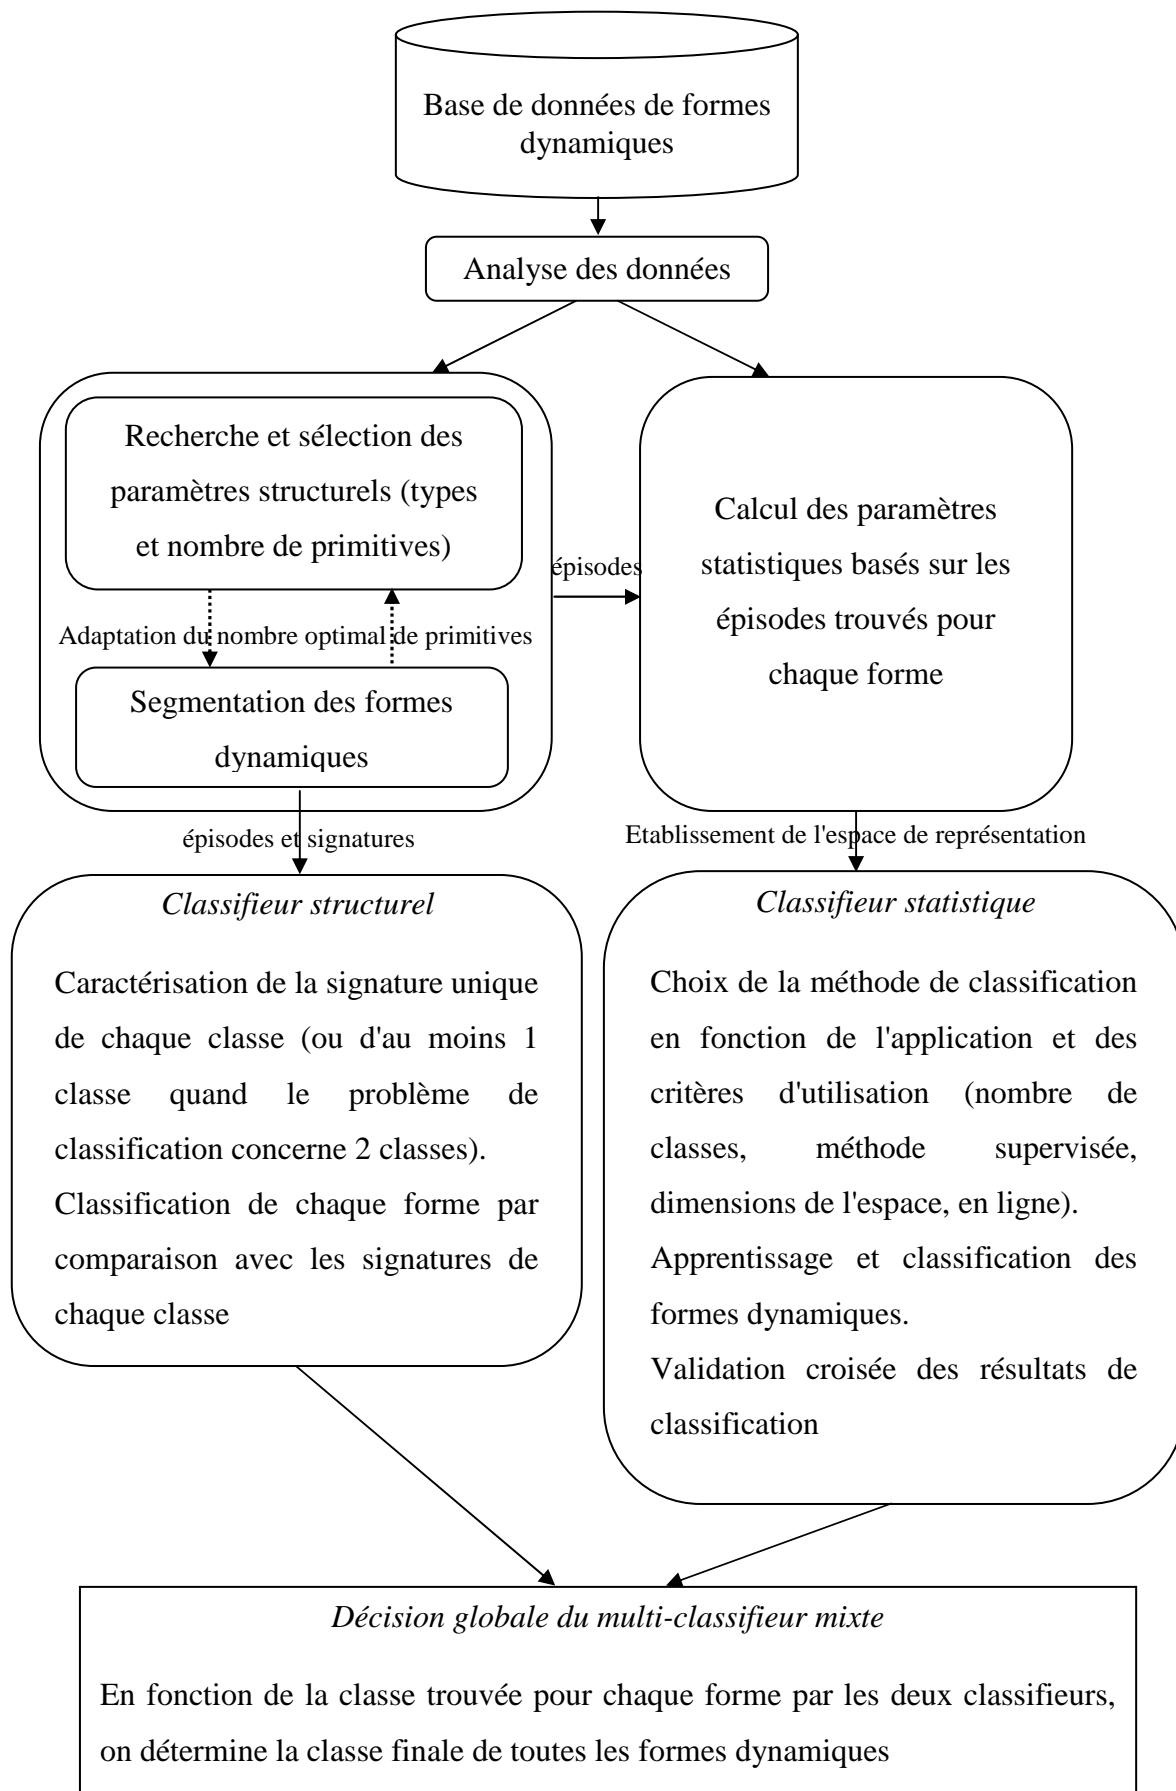 Base de données de formes
dynamiques
Analyse des données
Recherche et sélection des
paramètres structurels (types
et nombre de primitives)
Adaptation du nombre optimal de primitives
Segmentation des formes
dynamiques
épisodes
Calcul des paramètres
statistiques basés sur les
épisodes trouvés pour
chaque forme
épisodes et signatures
Etablissement de l'espace de représentation
Classifieur structurel
Caractérisation de la signature unique
de chaque classe (ou d'au moins 1
classe quand le problème de
classification concerne 2 classes).
Classification de chaque forme par
comparaison avec les signatures de
chaque classe
Classifieur statistique
Choix de la méthode de classification
en fonction de l'application et des
critères d'utilisation (nombre de
classes, méthode supervisée,
dimensions de l'espace, en ligne).
Apprentissage et classification des
formes dynamiques.
Validation croisée des résultats de
classification
Décision globale du multi-classifieur mixte
En fonction de la classe trouvée pour chaque forme par les deux classifieurs,
on détermine la classe finale de toutes les formes dynamiques